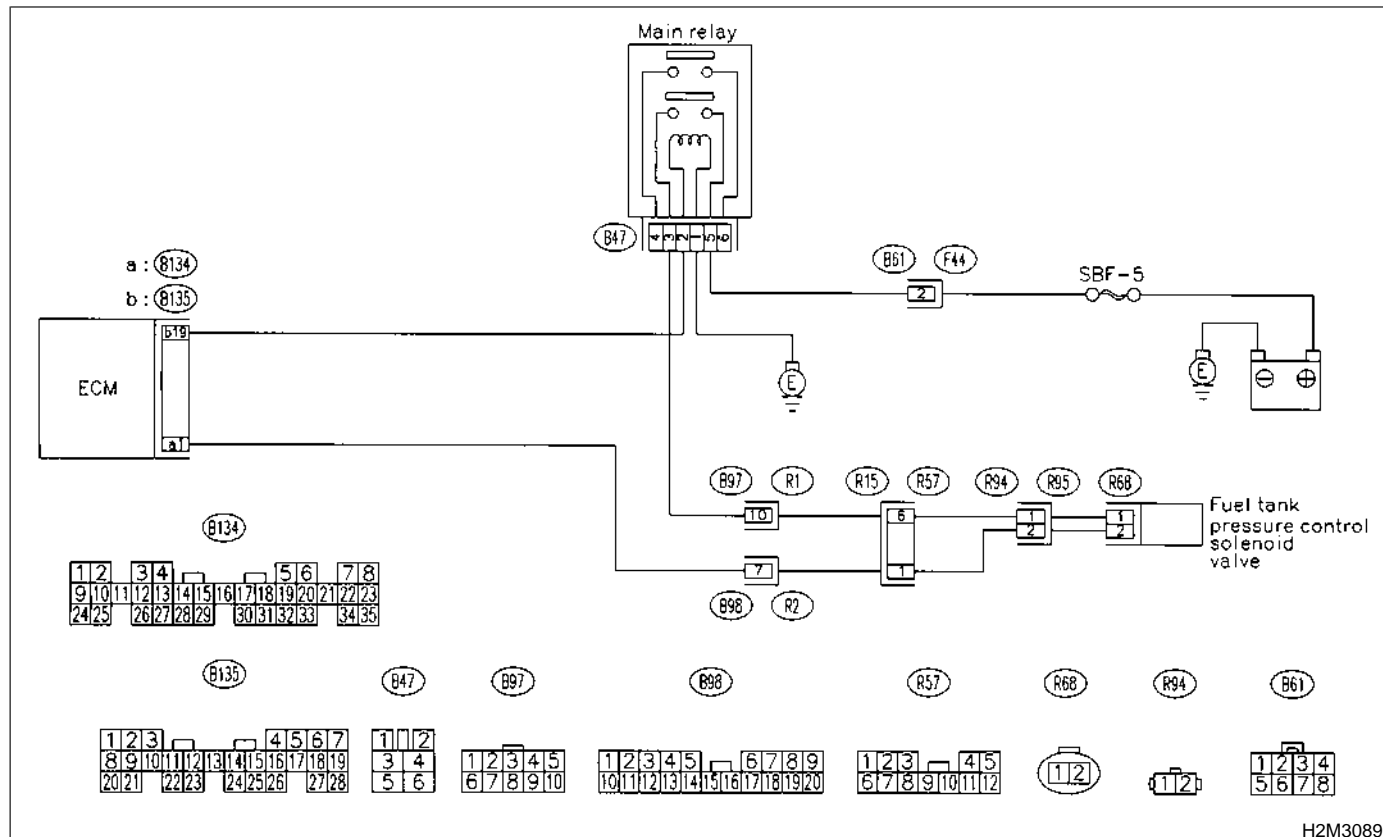 Main relay
B47
4 3 2 1 5 6
B61 F44
SBF-5
2
a : B134
b : B135
b19
ECM
E
E
a1
B97 R1 R15 R57 R94 R95 R68
10 6 1 1
2 2
Fuel tank
pressure control
solenoid
valve
7 1
B98 R2
B134
1 2 3 4 5 6 7 8
9 10 11 12 13 14 15 16 17 18 19 20 21 22 23
24 25 26 27 28 29 30 31 32 33 34 35
B135
1 2 3 4 5 6 7
8 9 10 11 12 13 14 15 16 17 18 19
20 21 22 23 24 25 26 27 28
B47
1 2
3 4
5 6
B97
1 2 3 4 5
6 7 8 9 10
B98
1 2 3 4 5 6 7 8 9
10 11 12 13 14 15 16 17 18 19 20
R57
1 2 3 4 5
6 7 8 9 10 11 12
R68
1 2
R94
1 2
B61
1 2 3 4
5 6 7 8
H2M3089